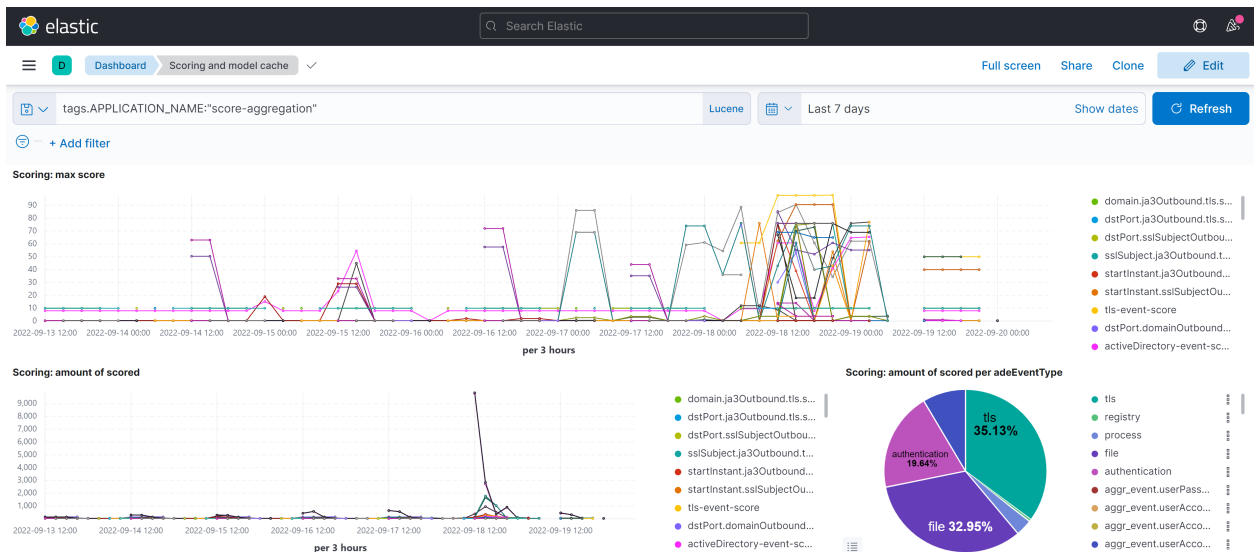 elastic
Search Elastic
D
Dashboard
Scoring and model cache
Full screen
Share
Clone
Edit
tags.APPLICATION_NAME:"score-aggregation"
Lucene
Last 7 days
Show dates
Refresh
+ Add filter
Scoring: max score
90
80
70
60
50
40
30
20
10
0
2022-09-13 12:00
2022-09-14 00:00
2022-09-14 12:00
2022-09-15 00:00
2022-09-15 12:00
2022-09-16 00:00
2022-09-16 12:00
2022-09-17 00:00
2022-09-17 12:00
2022-09-18 00:00
2022-09-18 12:00
2022-09-19 00:00
2022-09-19 12:00
2022-09-20 00:00
per 3 hours
domain.ja3Outbound.tls.s...
dstPort.ja3Outbound.tls.s...
dstPort.sslSubjectOutbou...
sslSubject.ja3Outbound.t...
startInstant.ja3Outbound...
startInstant.sslSubjectOu...
tls-event-score
dstPort.domainOutbound...
activeDirectory-event-sc...
Scoring: amount of scored
9,000
8,000
7,000
6,000
5,000
4,000
3,000
2,000
1,000
2022-09-13 12:00
2022-09-14 12:00
2022-09-15 12:00
2022-09-16 12:00
2022-09-17 12:00
2022-09-18 12:00
2022-09-19 12:00
per 3 hours
domain.ja3Outbound.tls.s...
dstPort.ja3Outbound.tls.s...
dstPort.sslSubjectOutbou...
sslSubject.ja3Outbound.t...
startInstant.ja3Outbound...
startInstant.sslSubjectOu...
tls-event-score
dstPort.domainOutbound...
activeDirectory-event-sc...
Scoring: amount of scored per adeEventType
tls
35.13%
authentication
19.64%
file 32.95%
tls
registry
process
file
authentication
aggr_event.userPass...
aggr_event.userAcco...
aggr_event.userAcco...
aggr_event.userAcco...